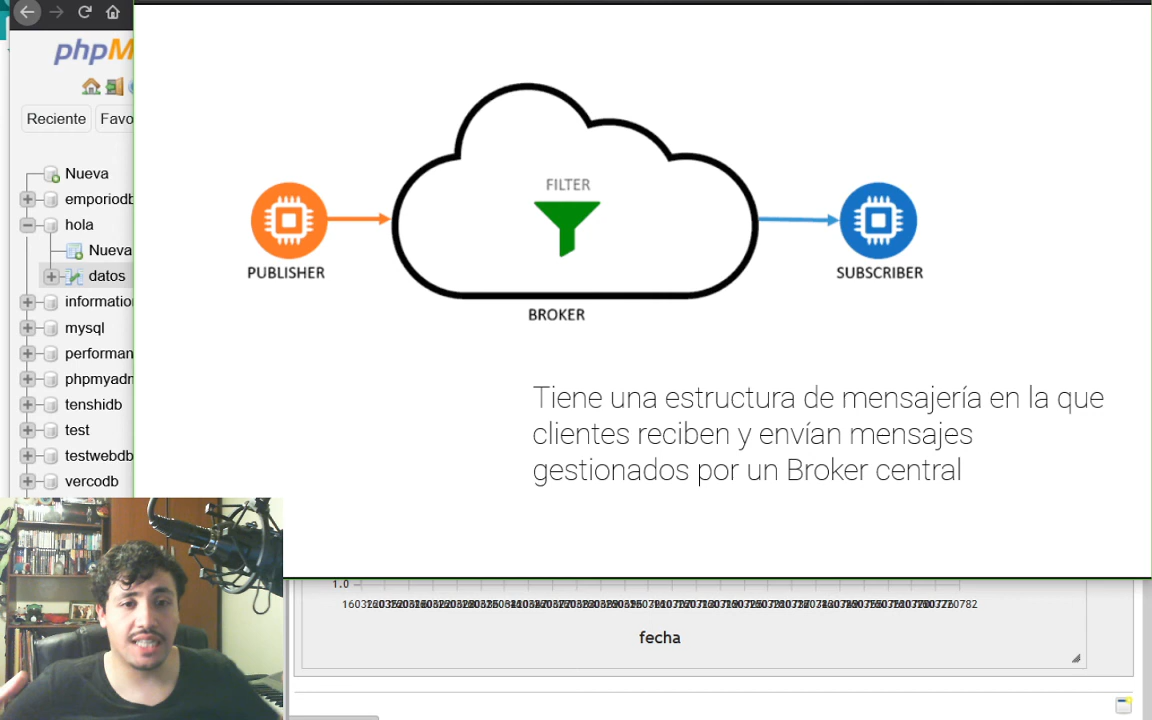 phpM
Reciente
Favo
Nueva
emporiodb
hola
Nueva
datos
information
mysql
performan
phpmyadn
tenshidb
test
testwebdb
vercodb
FILTER
PUBLISHER
SUBSCRIBER
BROKER
Tiene una estructura de mensajería en la que
clientes reciben y envían mensajes
gestionados por un Broker central
1.0
fecha